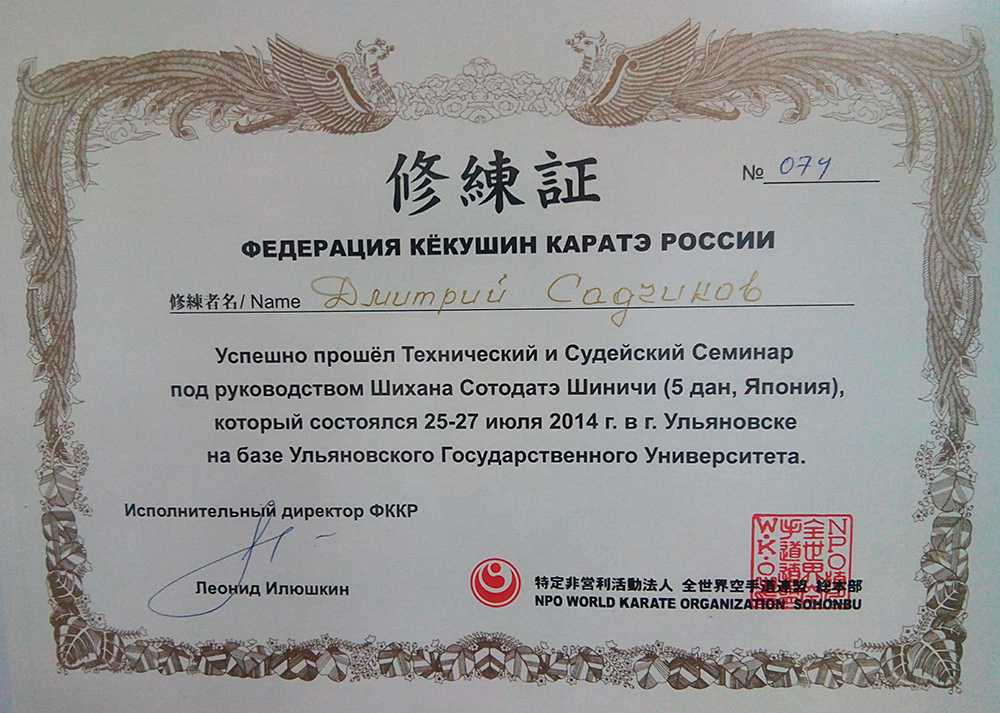 修練証
№ 074
ФЕДЕРАЦИЯ КЁКУШИН КАРАТЭ РОССИИ
修練者名/ Name Дмитрий Садчиков
Успешно прошёл Технический и Судейский Семинар
под руководством Шихана Сотодатэ Шиничи (5 дан, Япония),
который состоялся 25-27 июля 2014 г. в г. Ульяновске
на базе Ульяновского Государственного Университета.
Исполнительный директор ФККР
Леонид Илюшкин
特定非営利活動法人 全世界空手道連盟 総本部
NPO WORLD KARATE ORGANIZATION SOHONBU